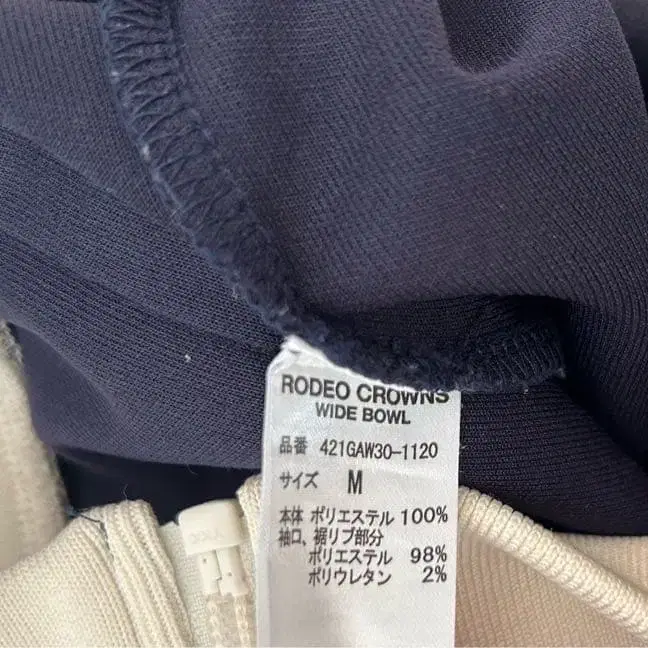 RODEO CROWNS
WIDE BOWL
品番 421GAW30-1120
サイズ M
本体 ポリエステル 100%
袖口、裾リブ部分
ポリエステル 98%
ポリウレタン 2%